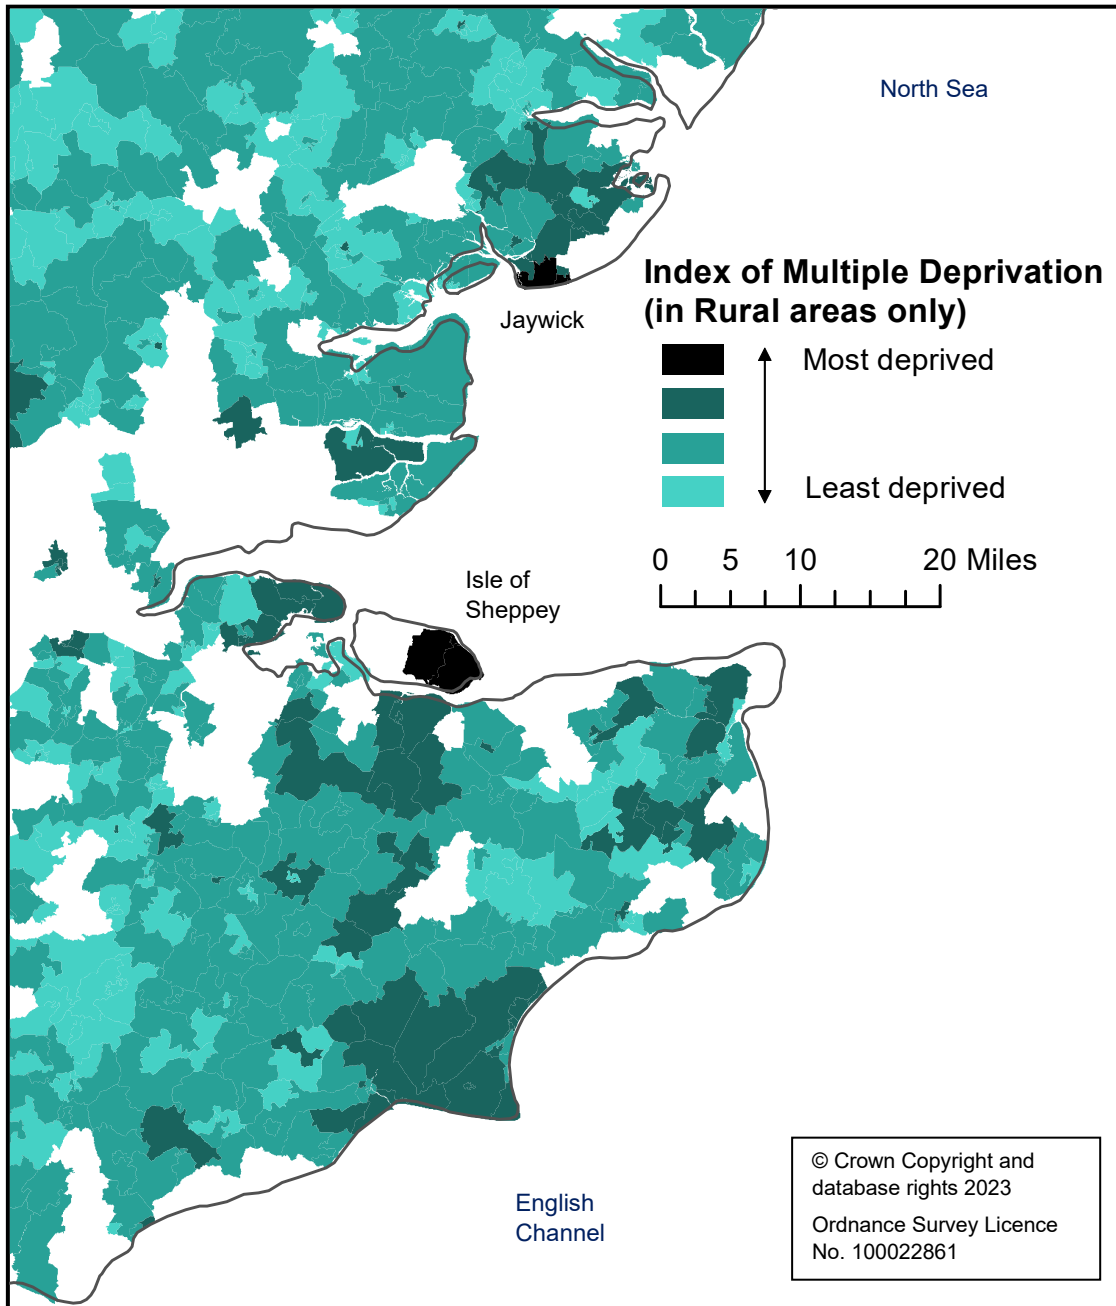 North Sea
Index of Multiple Deprivation
(in Rural areas only)
Jaywick
Most deprived
Least deprived
0 5 10 20 Miles
Isle of
Sheppey
English
Channel
© Crown Copyright and
database rights 2023
Ordnance Survey Licence
No. 100022861